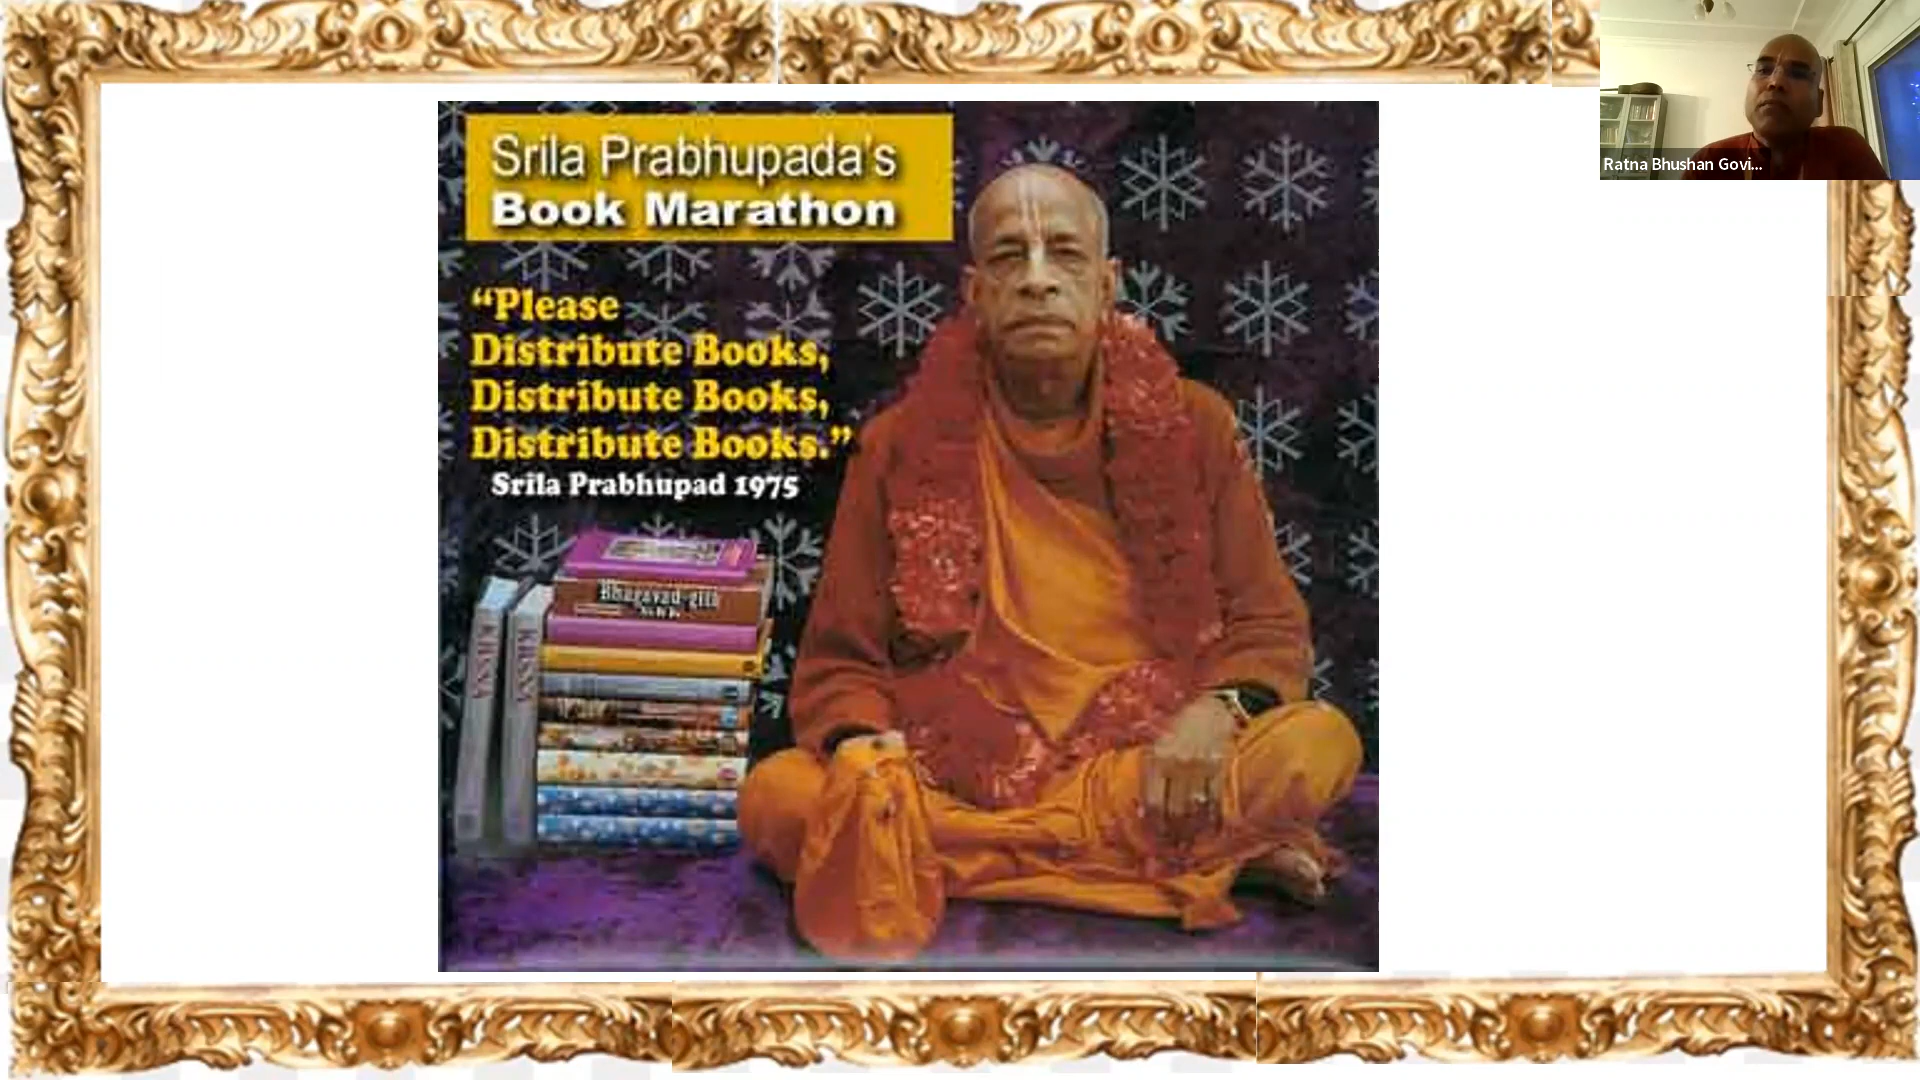 Srila Prabhupada's
Book Marathon
“Please
Distribute Books,
Distribute Books,
Distribute Books.”
Srila Prabhupad 1975
Bhagavad-gita
KRSNA
KRSNA
Ratna Bhushan Govi...